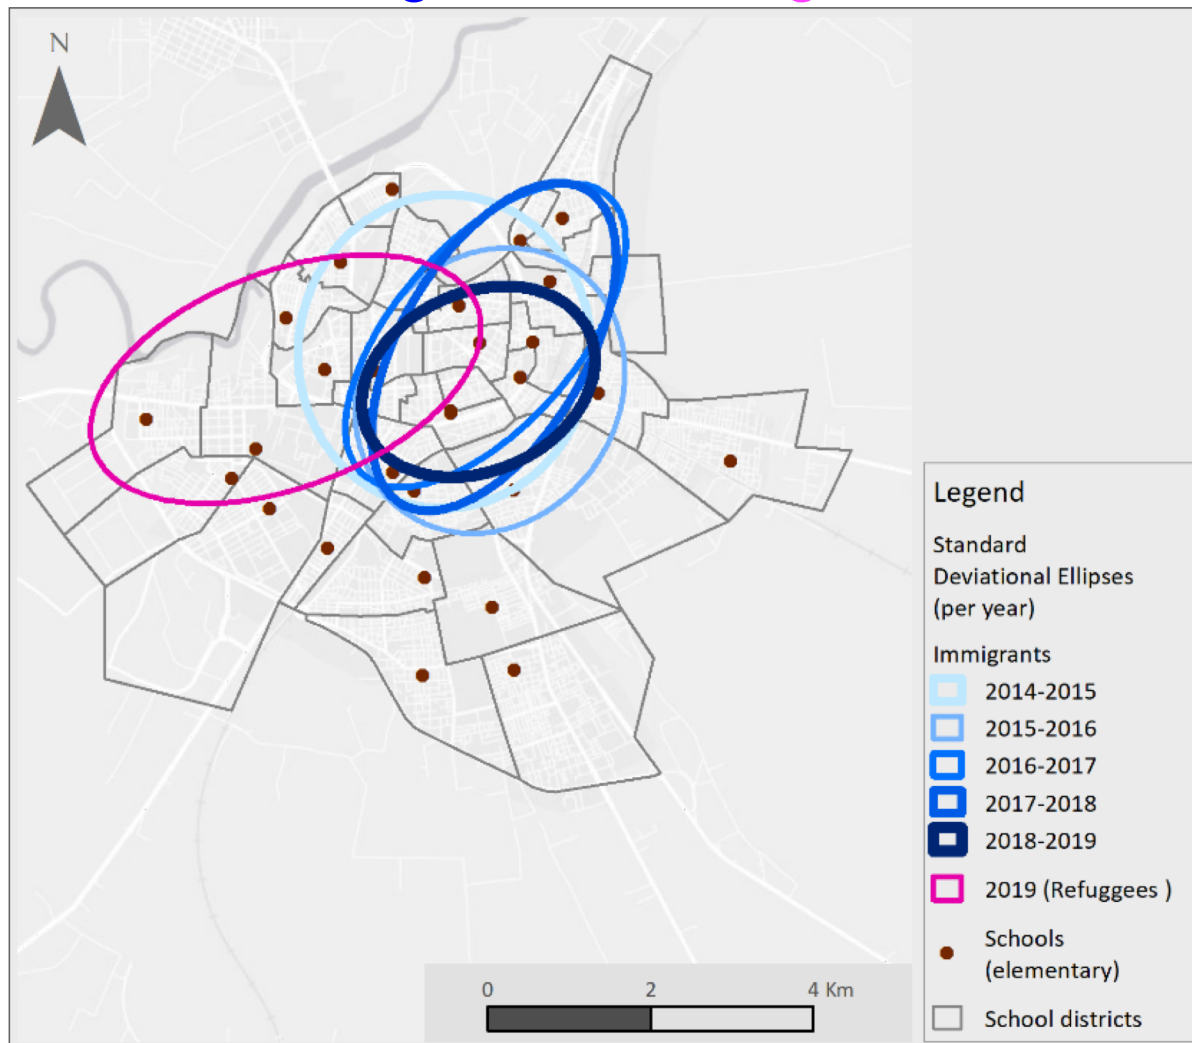 N
Legend
Standard
Deviational Ellipses
(per year)
Immigrants
2014-2015
2015-2016
2016-2017
2017-2018
2018-2019
2019 (Refuggees )
Schools
(elementary)
School districts
0 2 4 Km